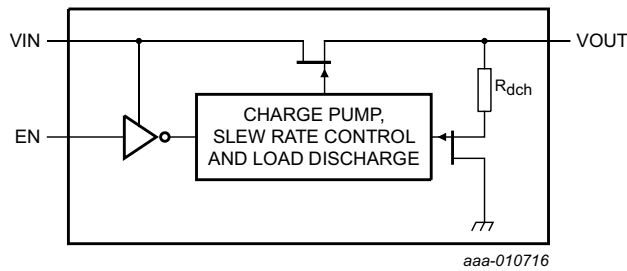 VIN
VOUT
Rdch
EN
CHARGE PUMP,
SLEW RATE CONTROL
AND LOAD DISCHARGE
aaa-010716